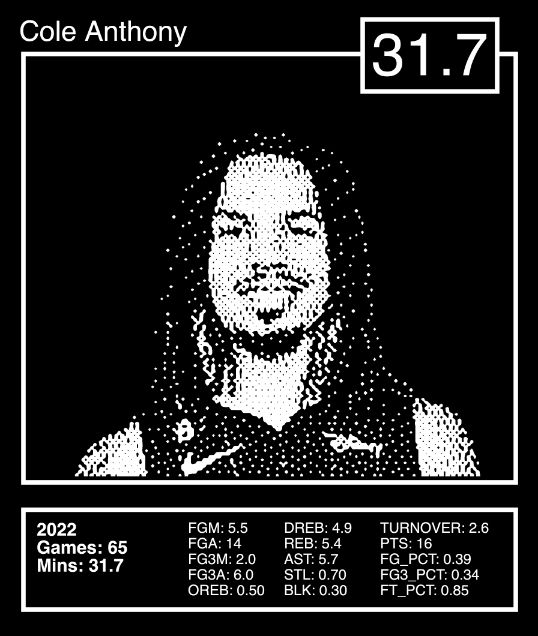 Cole Anthony
31.7
2022
Games: 65
Mins: 31.7
FGM: 5.5
FGA: 14
FG3M: 2.0
FG3A: 6.0
OREB: 0.50
DREB: 4.9
REB: 5.4
AST: 5.7
STL: 0.70
BLK: 0.30
TURNOVER: 2.6
PTS: 16
FG_PCT: 0.39
FG3_PCT: 0.34
FT_PCT: 0.85